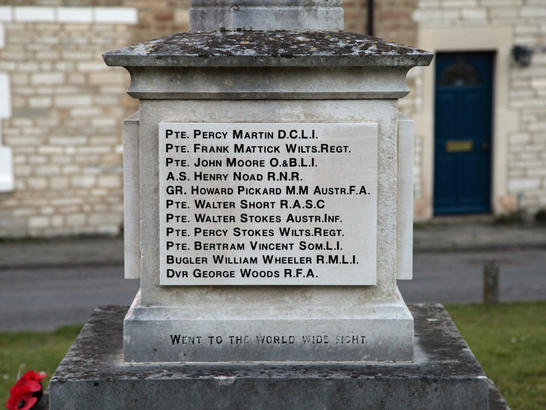 Pte. Percy Martin D.C.L.I.
Pte. Frank Mattick Wilts.Regt.
Pte. John Moore O.&B.L.I.
A.S. Henry Noad R.N.R.
GR. Howard Pickard M.M Austr.F.A.
Pte. Walter Short R.A.S.C
Pte. Walter Stokes Austr.Inf.
Pte. Percy Stokes Wilts.Regt.
Pte. Bertram Vincent Som.L.I.
Bugler William Wheeler R.M.L.I.
Dvr George Woods R.F.A.
Went to the world wide fight.